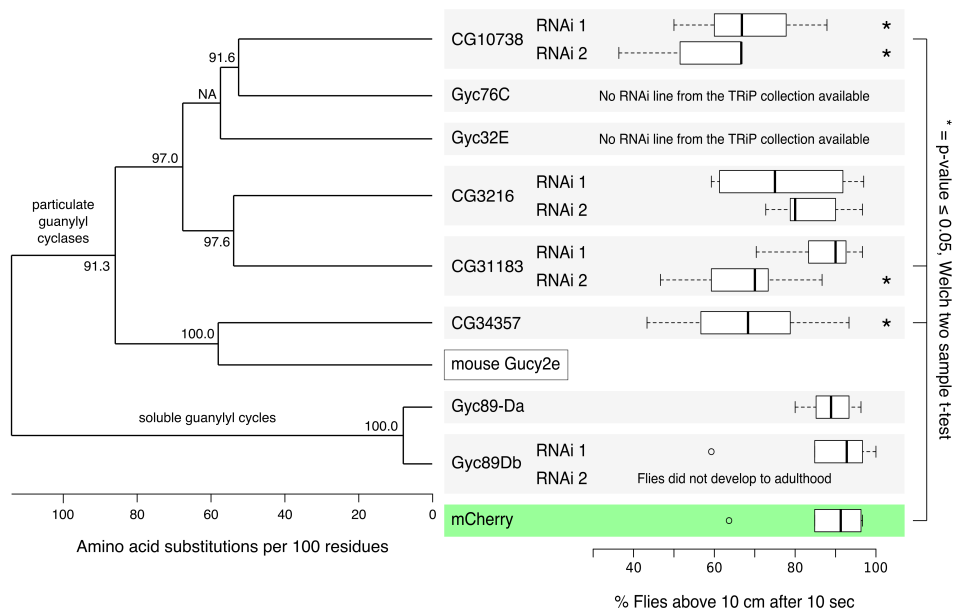 CG10738
RNAi 1
*
RNAi 2
*
91.6
NA
Gyc76C
No RNAi line from the TRiP collection available
Gyc32E
No RNAi line from the TRiP collection available
97.0
CG3216
RNAi 1
RNAi 2
97.6
particulate
guanylyl
cyclases
91.3
CG31183
RNAi 1
RNAi 2
*
CG34357
*
100.0
mouse Gucy2e
Gyc89-Da
soluble guanylyl cycles
100.0
Gyc89Db
RNAi 1
RNAi 2
Flies did not develop to adulthood
mCherry
* = p-value ≤ 0.05, Welch two sample t-test
100 80 60 40 20 0
Amino acid substitutions per 100 residues
40 60 80 100
% Flies above 10 cm after 10 sec